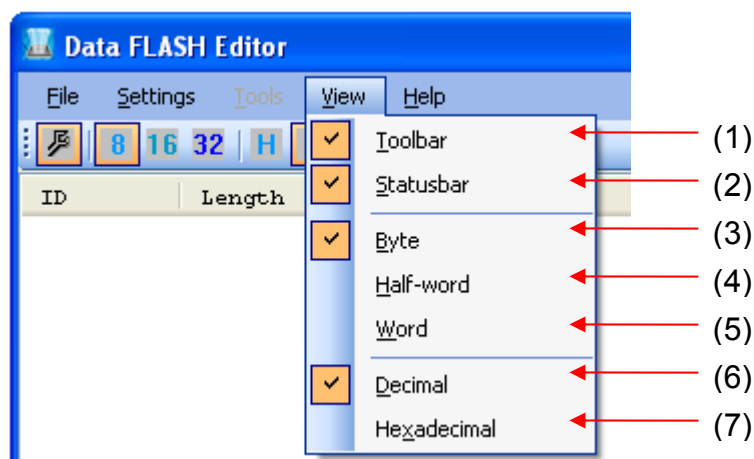 Data FLASH Editor
File Settings Tools View Help
8 16 32 H
ID Length
Toolbar (1)
Statusbar (2)
Byte (3)
Half-word (4)
Word (5)
Decimal (6)
Hexadecimal (7)